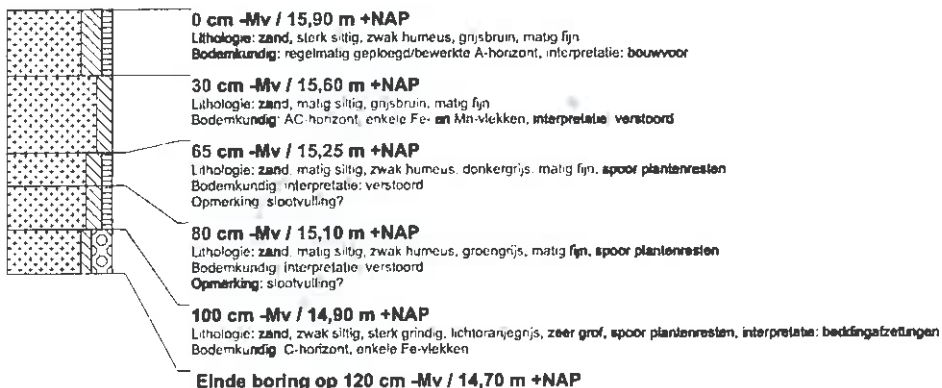 0 cm -Mv / 15,90 m +NAP
Lithologie: zand, sterk siltig, zwak humeus, grijsbruin, matig fijn
Bodemkundig: regelmatig geploegd/bewerkte A-horizont, interpretatie: bouwvoor
30 cm -Mv / 15,60 m +NAP
Lithologie: zand, matig siltig, grijsbruin, matig fijn
Bodemkundig: AC-horizont, enkele Fe- en Mn-vlekken, interpretatie: verstoord
65 cm -Mv / 15,25 m +NAP
Lithologie: zand, matig siltig, zwak humeus, donkergrijs, matig fijn, spoor plantenresten
Bodemkundig: interpretatie: verstoord
Opmerking: slootvulling?
80 cm -Mv / 15,10 m +NAP
Lithologie: zand, matig siltig, zwak humeus, groengrijs, matig fijn, spoor plantenresten
Bodemkundig: interpretatie: verstoord
Opmerking: slootvulling?
100 cm -Mv / 14,90 m +NAP
Lithologie: zand, zwak siltig, sterk grindig, lichtoranjegrijs, zeer grof, spoor plantenresten, interpretatie: beddingafzettingen
Bodemkundig: C-horizont, enkele Fe-vlekken
Einde boring op 120 cm -Mv / 14,70 m +NAP